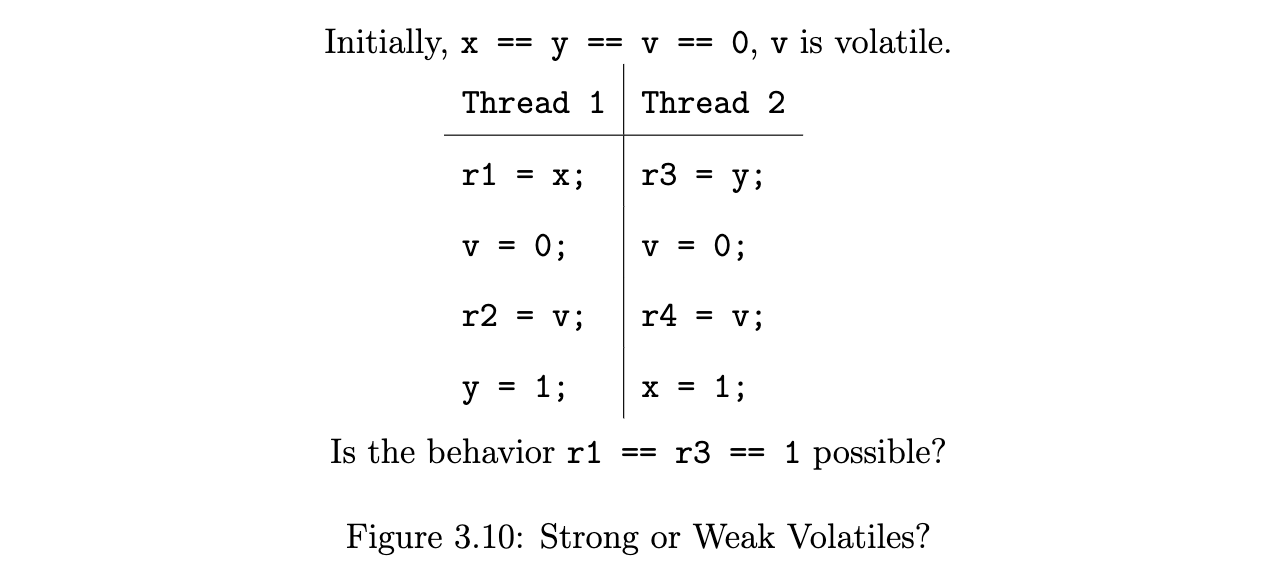 Initially, x == y == v == 0, v is volatile.
Thread 1 Thread 2
r1 = x; r3 = y;
v = 0; v = 0;
r2 = v; r4 = v;
y = 1; x = 1;
Is the behavior r1 == r3 == 1 possible?
Figure 3.10: Strong or Weak Volatiles?